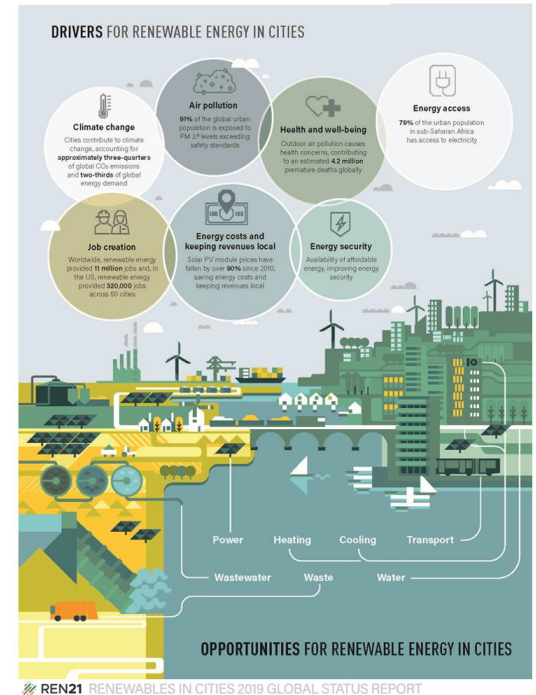 DRIVERS FOR RENEWABLE ENERGY IN CITIES
Climate change
Cities contribute to climate
change, accounting for
approximately three-quarters
of global CO₂ emissions
and two-thirds of global
energy demand
Air pollution
91% of the global urban
population is exposed to
PM 2.⁵ levels exceeding
safety standards
Health and well-being
Outdoor air pollution causes
health concerns, contributing
to an estimated 4.2 million
premature deaths globally
Energy access
79% of the urban population
in sub-Saharan Africa
has access to electricity
Job creation
Worldwide, renewable energy
provided 11 million jobs and, in
the US, renewable energy
provided 320,000 jobs
across 50 cities
Energy costs and
keeping revenues local
Solar PV module prices have
fallen by over 90% since 2010,
saving energy costs and
keeping revenues local
Energy security
Availability of affordable
energy, improving energy
security
Power
Heating
Cooling
Transport
Wastewater
Waste
Water
OPPORTUNITIES FOR RENEWABLE ENERGY IN CITIES
REN21 RENEWABLES IN CITIES 2019 GLOBAL STATUS REPORT